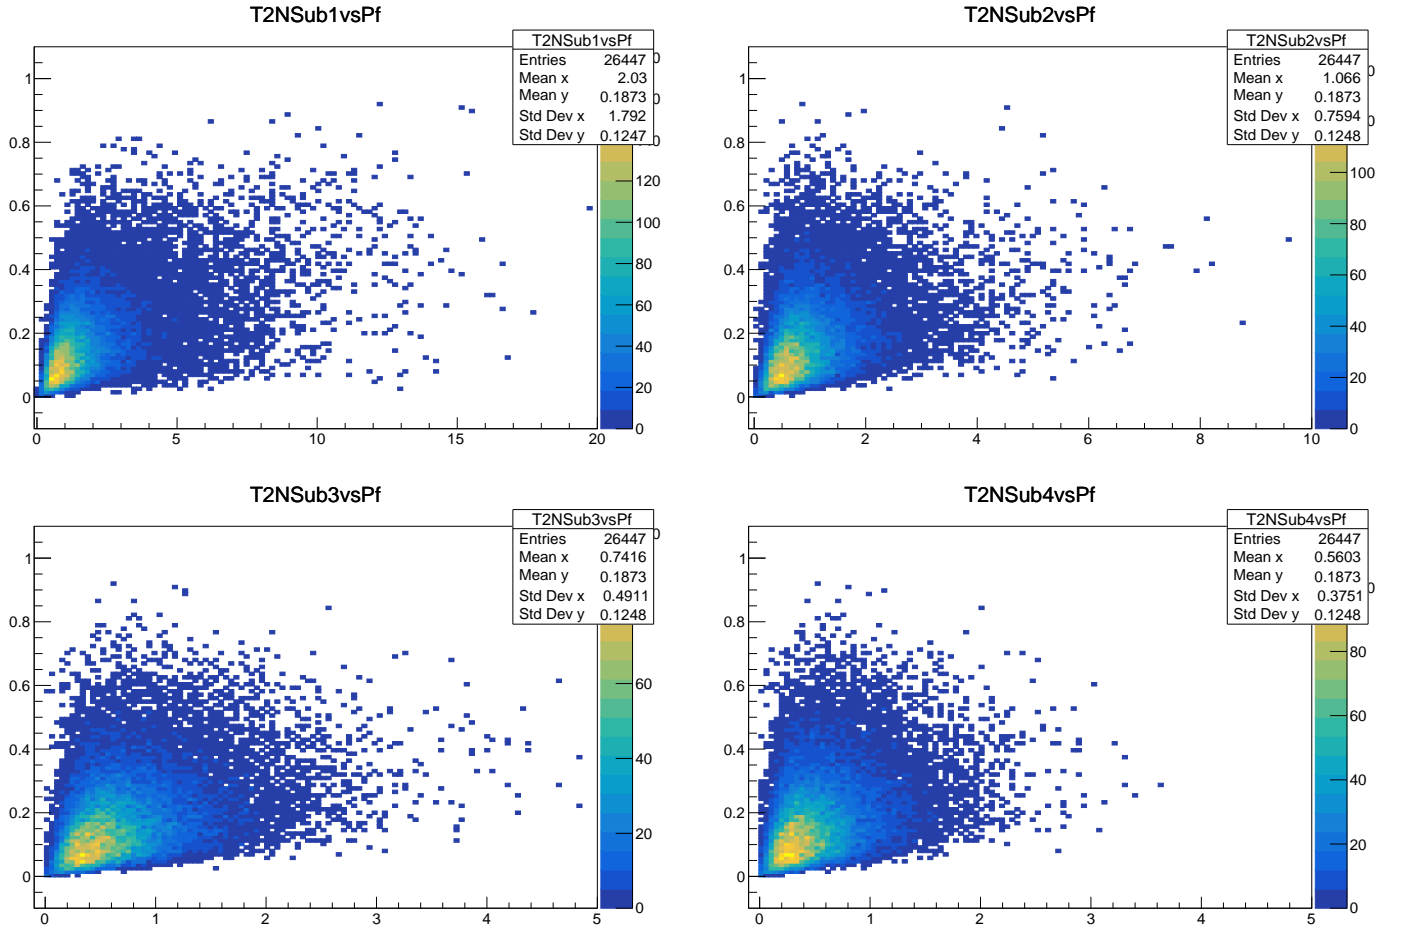 T2NSub1vsPf
T2NSub1vsPf
Entries 26447
Mean x 2.03
Mean y 0.1873
Std Dev x 1.792
Std Dev y 0.1247
1
0.8
0.6
0.4
0.2
0
0 5 10 15 20
120
100
80
60
40
20
0
T2NSub2vsPf
T2NSub2vsPf
Entries 26447
Mean x 1.066
Mean y 0.1873
Std Dev x 0.7594
Std Dev y 0.1248
1
0.8
0.6
0.4
0.2
0
0 2 4 6 8 10
100
80
60
40
20
0
T2NSub3vsPf
T2NSub3vsPf
Entries 26447
Mean x 0.7416
Mean y 0.1873
Std Dev x 0.4911
Std Dev y 0.1248
1
0.8
0.6
0.4
0.2
0
0 1 2 3 4 5
60
40
20
0
T2NSub4vsPf
T2NSub4vsPf
Entries 26447
Mean x 0.5603
Mean y 0.1873
Std Dev x 0.3751
Std Dev y 0.1248
1
0.8
0.6
0.4
0.2
0
0 1 2 3 4 5
80
60
40
20
0